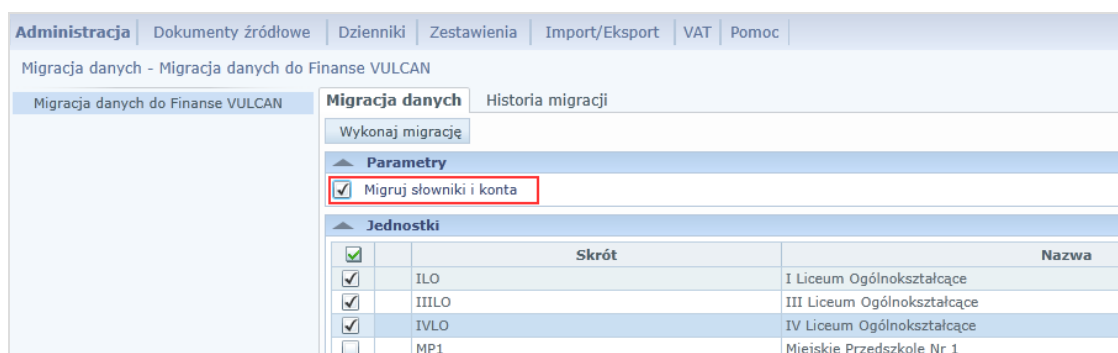 Administracja Dokumenty źródłowe Dzienniki Zestawienia Import/Eksport VAT Pomoc
Migracja danych - Migracja danych do Finanse VULCAN
Migracja danych do Finanse VULCAN
Migracja danych Historia migracji
Wykonaj migrację
Parametry
Migruj słowniki i konta
Jednostki
Skrót Nazwa
ILO I Liceum Ogólnokształcące
IIILO III Liceum Ogólnokształcące
IVLO IV Liceum Ogólnokształcące
MP1 Miejskie Przedszkole Nr 1